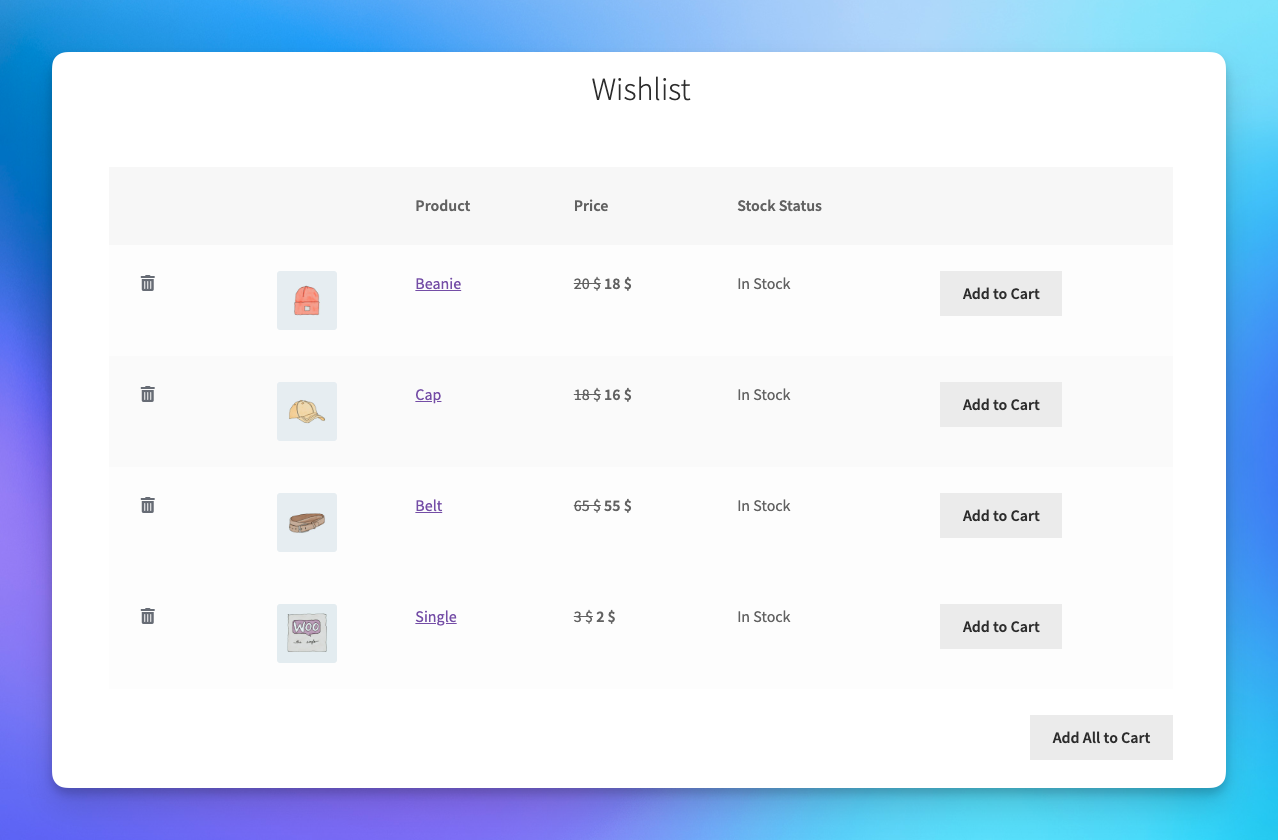 Wishlist
Product Price Stock Status
Beanie 20 $ 18 $ In Stock Add to Cart
Cap 18 $ 16 $ In Stock Add to Cart
Belt 65 $ 55 $ In Stock Add to Cart
Single 3 $ 2 $ In Stock Add to Cart
WOO
Add All to Cart